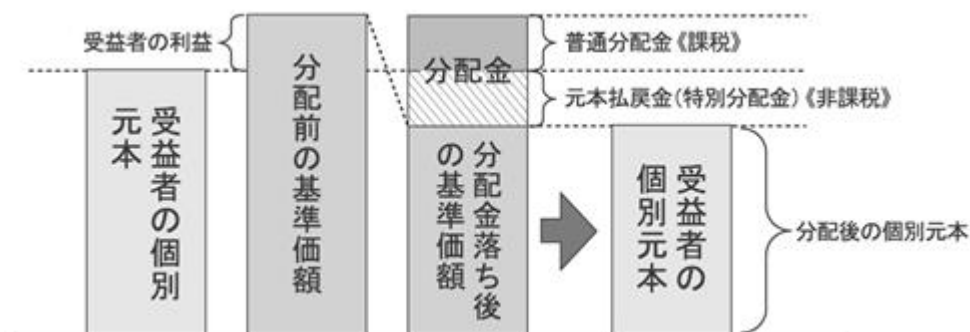 受益者の利益
受益者の個別
元本
分配前の基準価額
分配金
分配金落ち後
の基準価額
普通分配金《課税》
元本払戻金(特別分配金)《非課税》
受益者の
個別元本
分配後の個別元本